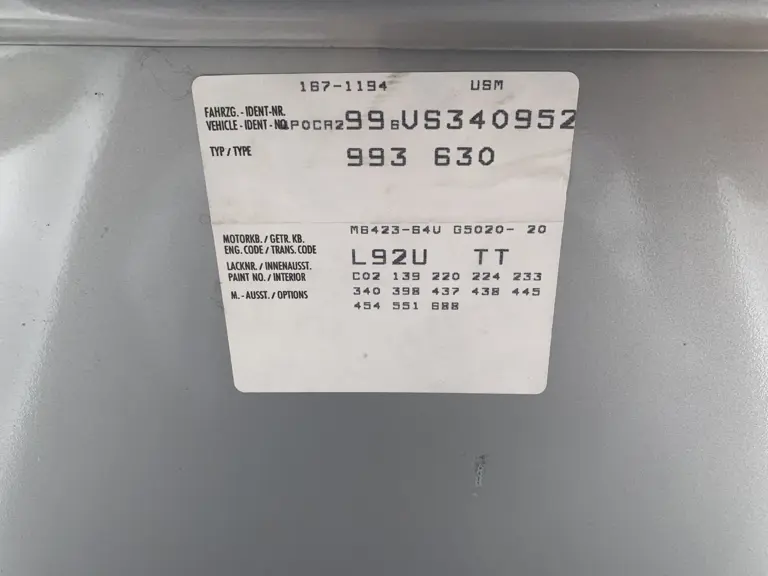 167-1194 USM
FAHRZG. - IDENT-NR.
VEHICLE - IDENT - NO. WP0CA2996VS340952
TYP / TYPE 993 630
M6423-64U G5020- 20
MOTORKB. / GETR. KB.
ENG. CODE / TRANS. CODE L92U TT
LACKNR. / INNENAUSST.
PAINT NO. / INTERIOR C02 139 220 224 233
M. - AUSST. / OPTIONS 340 398 437 438 445
454 551 688